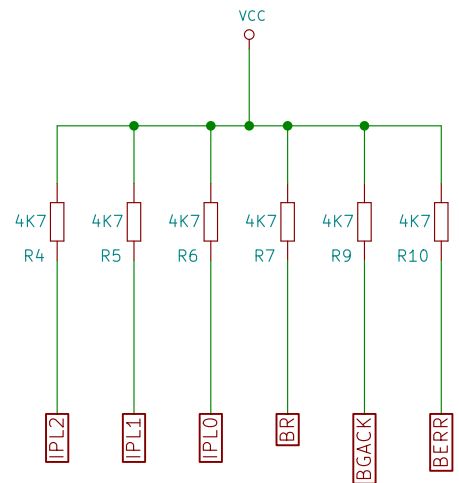 VCC
4K7 4K7 4K7 4K7 4K7 4K7
R4 R5 R6 R7 R9 R10
IPL2 IPL1 IPL0 BR BGACK BERR